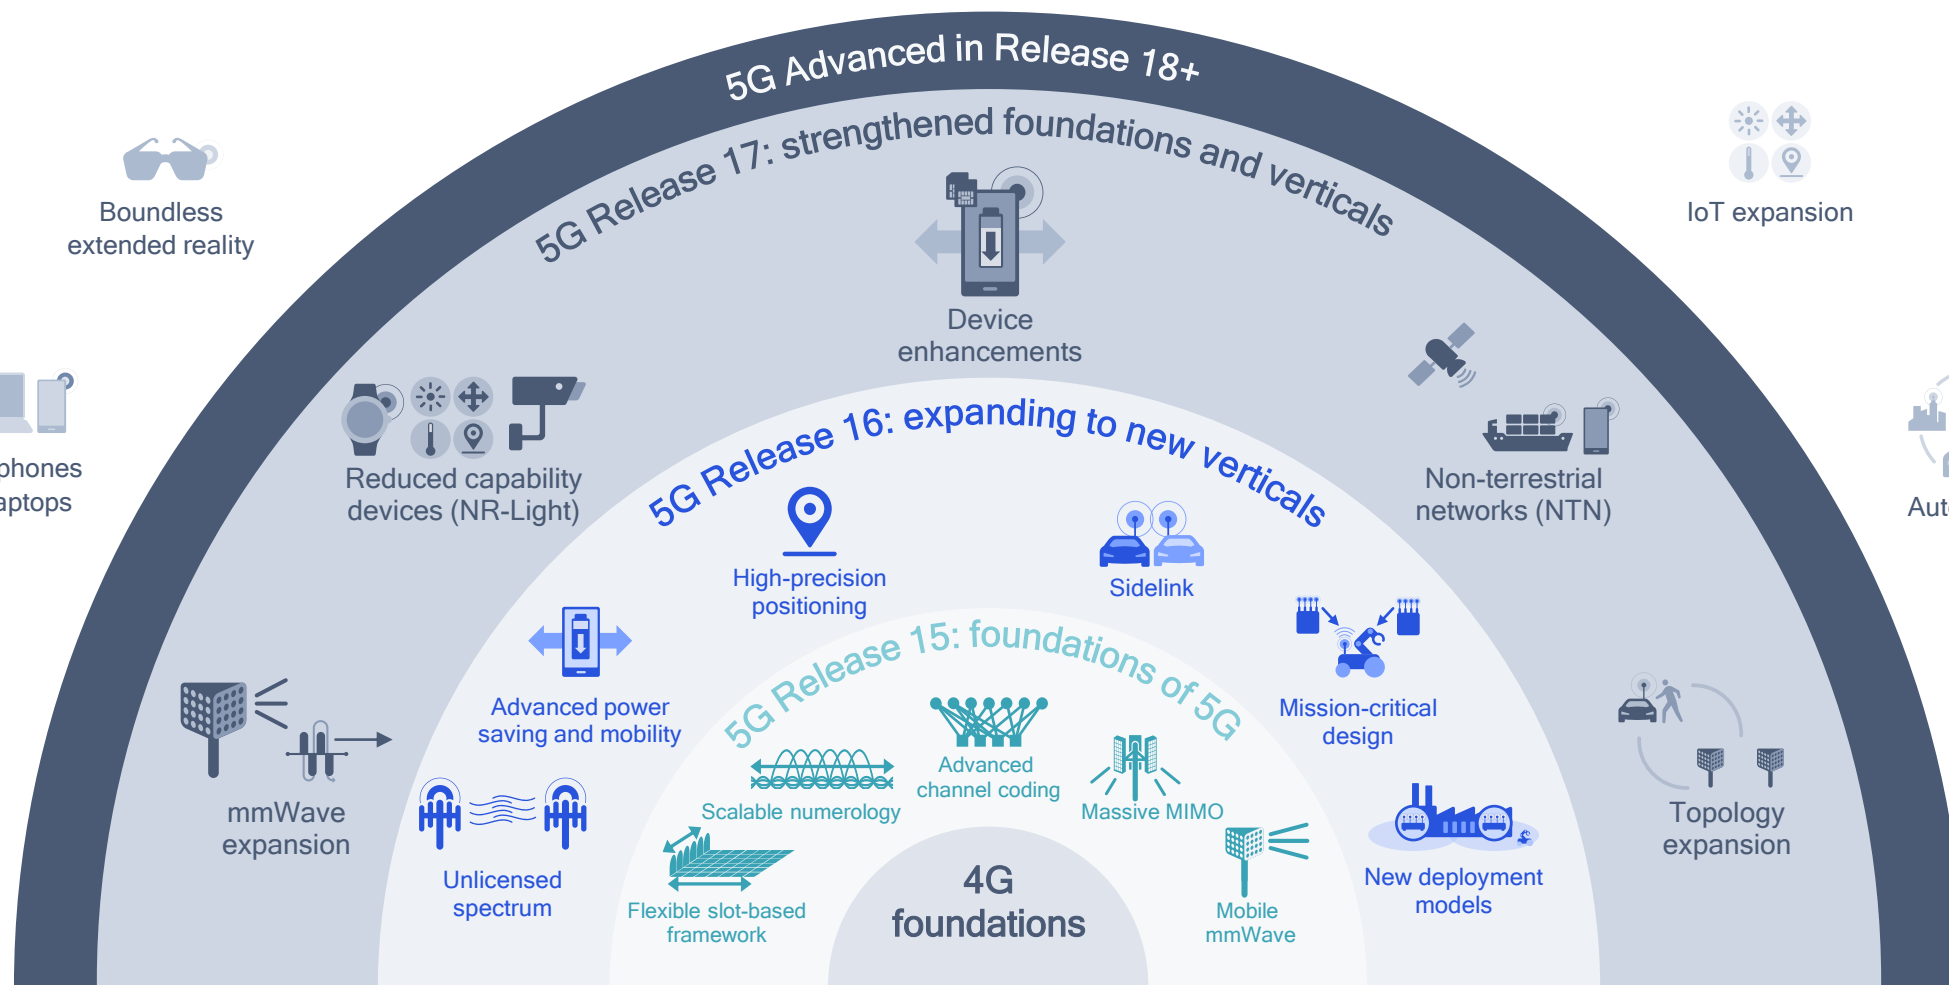 5G Advanced in Release 18+
5G Release 17: strengthened foundations and verticals
Boundless
extended reality
IoT expansion
Device
enhancements
phones
aptops
Reduced capability
devices (NR-Light)
Non-terrestrial
networks (NTN)
Aut
mmWave
expansion
Topology
expansion
5G Release 16: expanding to new verticals
High-precision
positioning
Sidelink
Advanced power
saving and mobility
Mission-critical
design
Unlicensed
spectrum
New deployment
models
5G Release 15: foundations of 5G
Advanced
channel coding
Scalable numerology
Massive MIMO
Flexible slot-based
framework
Mobile
mmWave
4G
foundations